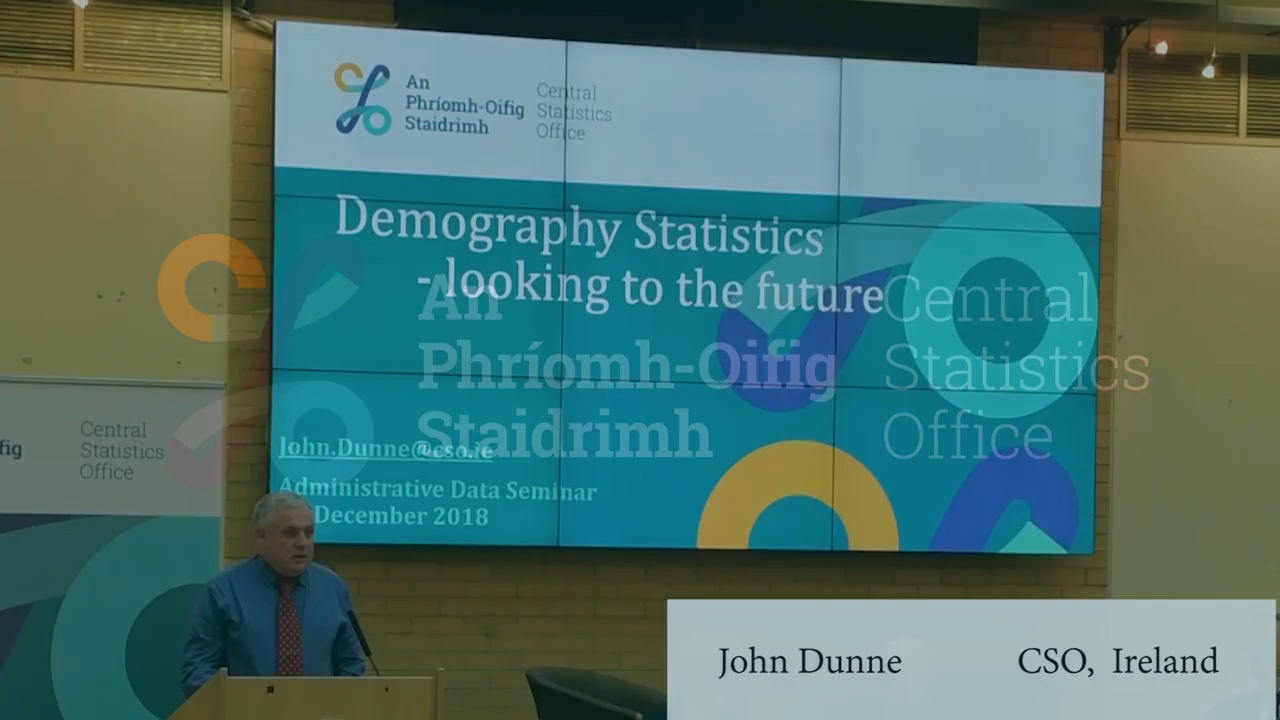 An
Phríomh-Oifig
Staidrimh
Central
Statistics
Office
Demography Statistics
- looking to the future
An
Phríomh-Oifig
Staidrimh
Central
Statistics
Office
John.Dunne@cso.ie
Administrative Data Seminar
December 2018
fig
Central
Statistics
Office
John Dunne CSO, Ireland